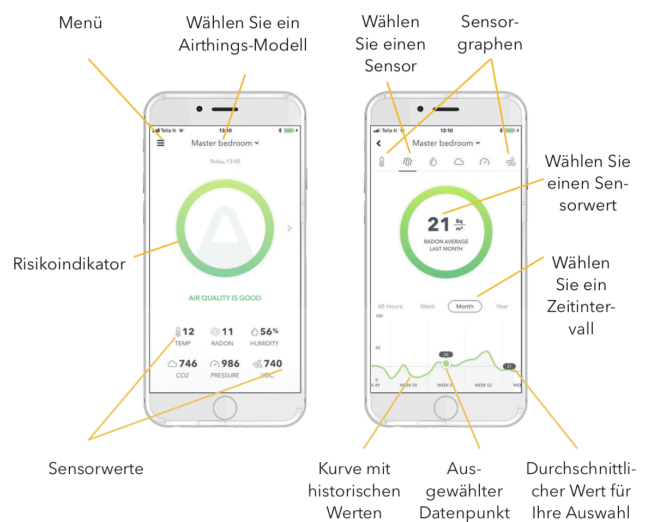 Menü
Wählen Sie ein
Airthings-Modell
Wählen
Sie einen
Sensor
Sensor-
graphen
Telia N
13:10
Master bedroom
Today, 13:03
AIR QUALITY IS GOOD
12
TEMP
11
RADON
56%
HUMIDITY
746
CO2
986
PRESSURE
740
VOC
Telia N
13:10
Master bedroom
21 Bq/m³
RADON AVERAGE
LAST MONTH
48 Hours Week Month Year
100
50
0
WEEK 50 WEEK 51 WEEK 52
21
Wählen Sie
einen Sen-
sorwert
Wählen
Sie ein
Zeitinter-
vall
Risikoindikator
Sensorwerte
Kurve mit
historischen
Werten
Aus-
gewählter
Datenpunkt
Durchschnittli-
cher Wert für
Ihre Auswahl